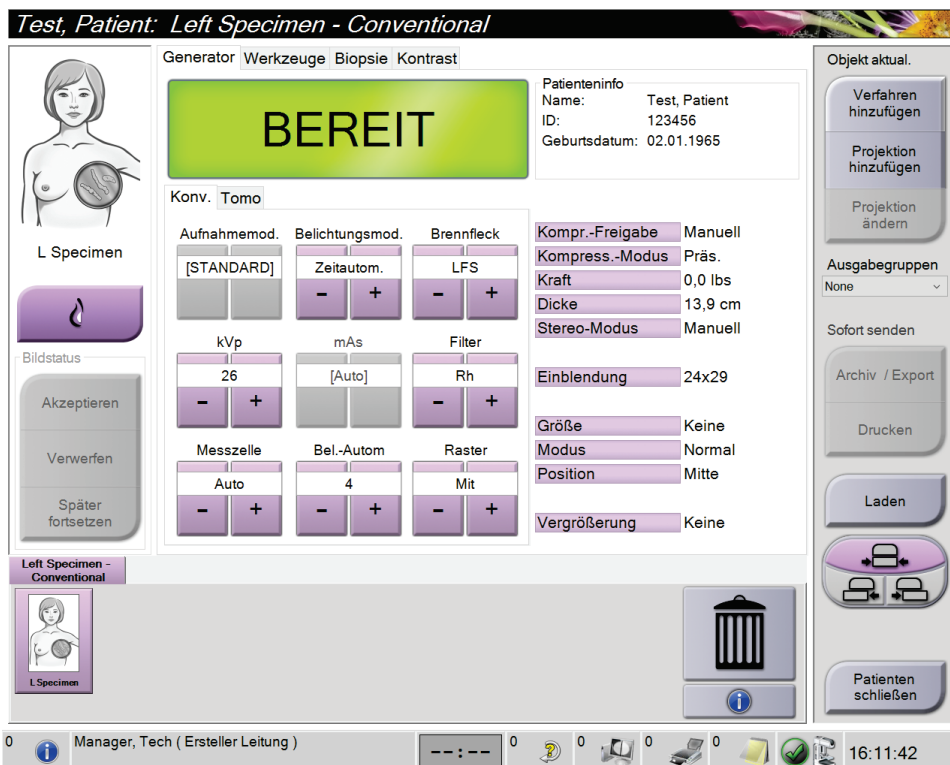 Test, Patient: Left Specimen - Conventional
L Specimen
Bildstatus
Akzeptieren
Verwerfen
Später
fortsetzen
Generator Werkzeuge Biopsie Kontrast
BEREIT
Patienteninfo
Name: Test, Patient
ID: 123456
Geburtsdatum: 02.01.1965
Konv. Tomo
Aufnahmemod. Belichtungsmod. Brennfleck
[STANDARD] Zeitautom. LFS
- + - +
kVp mAs Filter
26 [Auto] Rh
- + - +
Messzelle Bel.-Autom Raster
Auto 4 Mit
- + - + - +
Kompr.-Freigabe Manuell
Kompress.-Modus Präs.
Kraft 0,0 lbs
Dicke 13,9 cm
Stereo-Modus Manuell
Einblendung 24x29
Größe Keine
Modus Normal
Position Mitte
Vergrößerung Keine
Objekt aktual.
Verfahren
hinzufügen
Projektion
hinzufügen
Projektion
ändern
Ausgabegruppen
None
Sofort senden
Archiv / Export
Drucken
Laden
Patienten
schließen
Left Specimen -
Conventional
L Specimen
0 Manager, Tech ( Ersteller Leitung ) --:-- 0 0 0 0 16:11:42